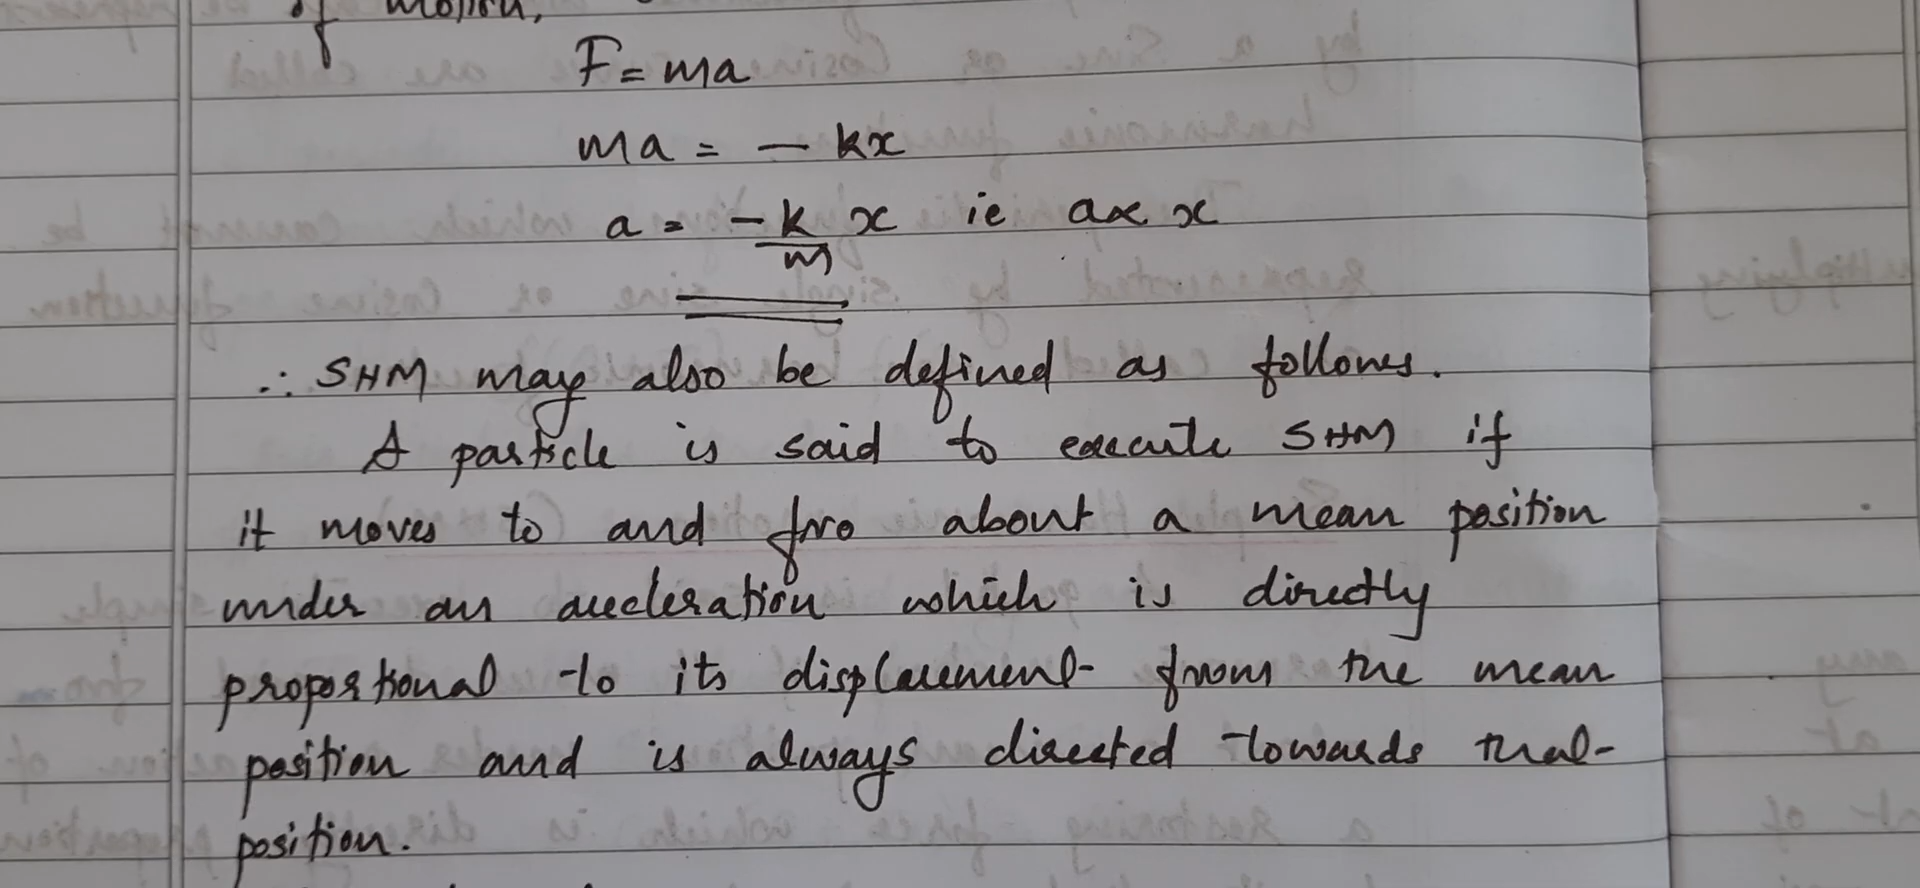 of motion,
F = ma
ma = - kx
a = - k/m x ie a ∝ x
∴ SHM may also be defined as follows.
A particle is said to execute SHM if
it moves to and fro about a mean position
under an acceleration which is directly
proportional to its displacement from the mean
position and is always directed towards that
position.